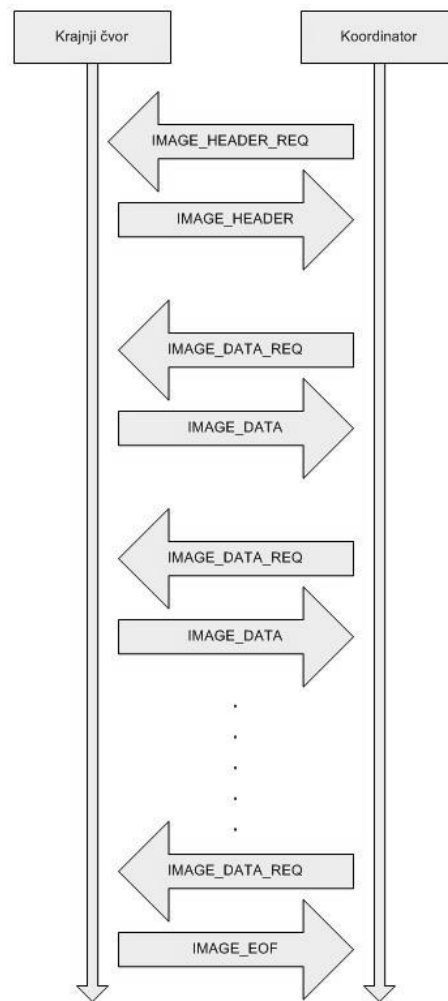 Krajnji čvor
Koordinator
IMAGE_HEADER_REQ
IMAGE_HEADER
IMAGE_DATA_REQ
IMAGE_DATA
IMAGE_DATA_REQ
IMAGE_DATA
.
.
.
.
.
IMAGE_DATA_REQ
IMAGE_EOF